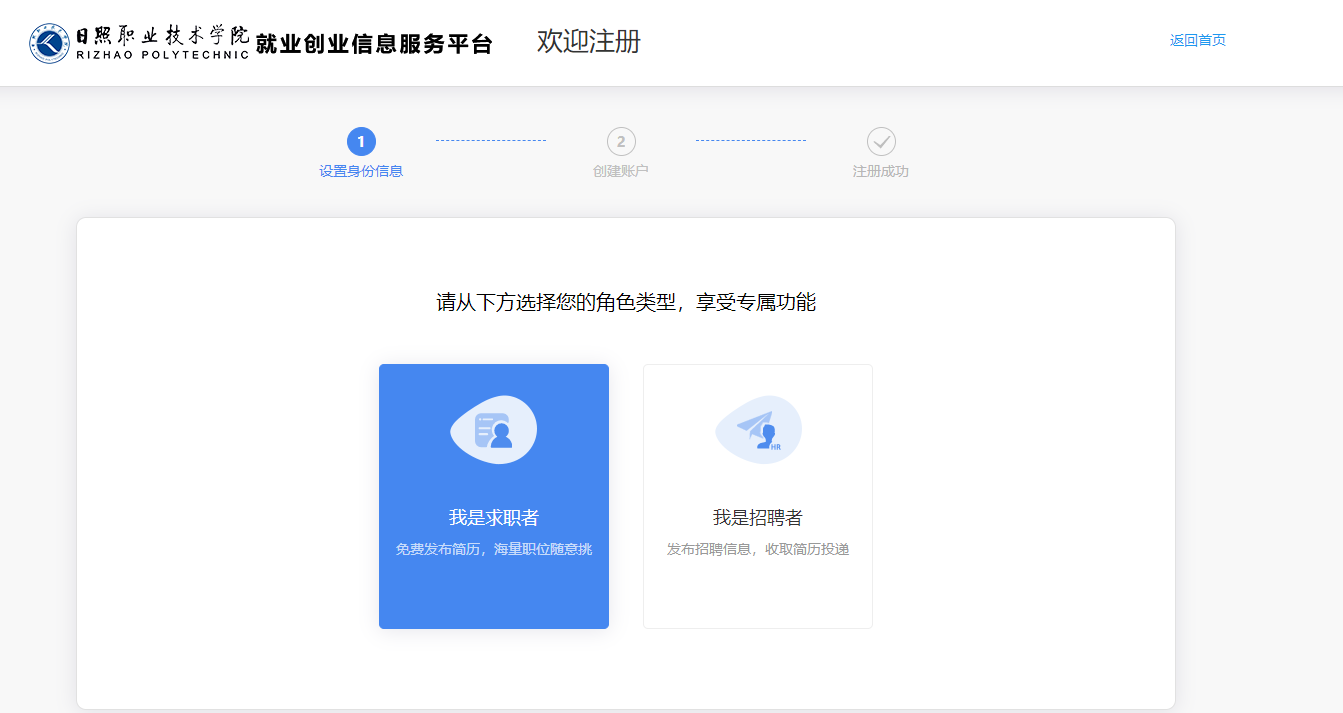 日照职业技术学院 就业创业信息服务平台 欢迎注册 返回首页
RIZHAO POLYTECHNIC
1 2
设置身份信息 创建账户 注册成功
请从下方选择您的角色类型，享受专属功能
HR
我是求职者 我是招聘者
免费发布简历，海量职位随意挑 发布招聘信息，收取简历投递